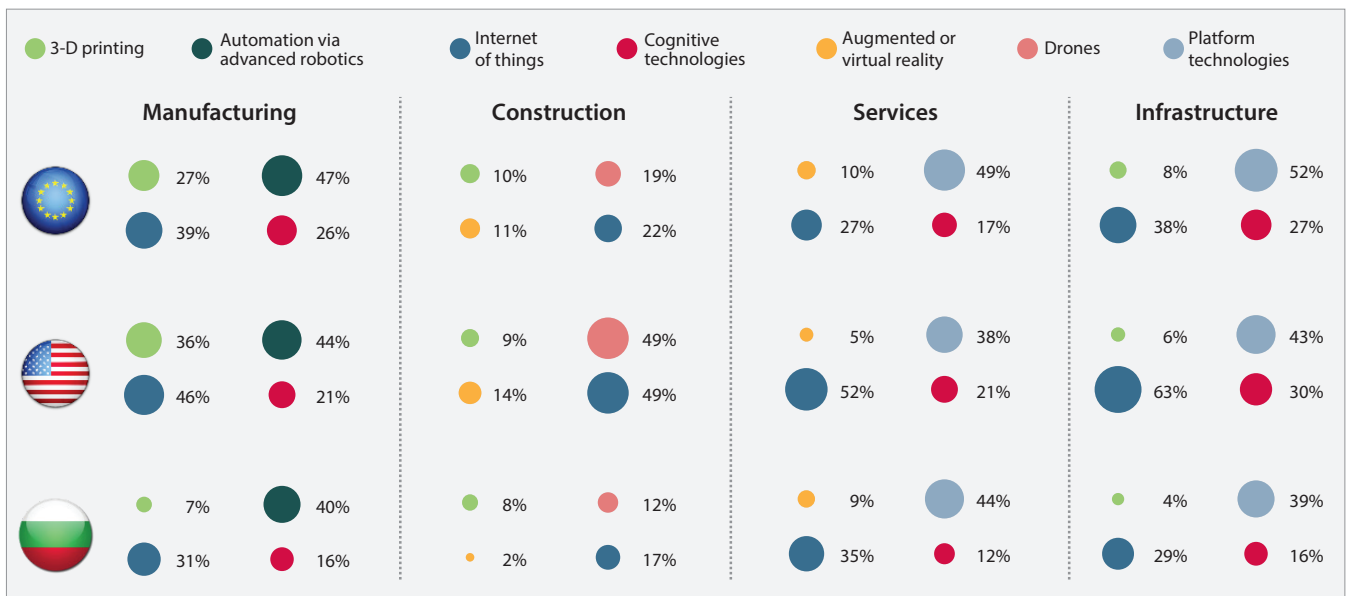 3-D printing
Automation via
advanced robotics
Internet
of things
Cognitive
technologies
Augmented or
virtual reality
Drones
Platform
technologies
Manufacturing Construction Services Infrastructure
27% 47% 10% 19% 10% 49% 8% 52%
39% 26% 11% 22% 27% 17% 38% 27%
36% 44% 9% 49% 5% 38% 6% 43%
46% 21% 14% 49% 52% 21% 63% 30%
7% 40% 8% 12% 9% 44% 4% 39%
31% 16% 2% 17% 35% 12% 29% 16%